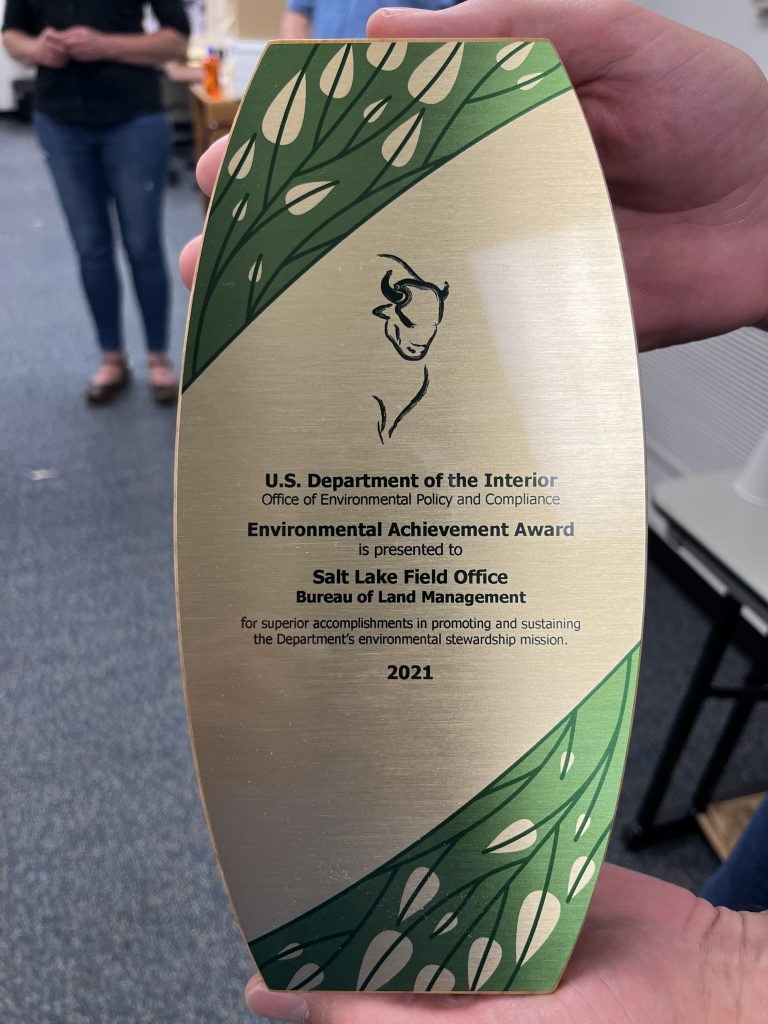 U.S. Department of the Interior
Office of Environmental Policy and Compliance
Environmental Achievement Award
is presented to
Salt Lake Field Office
Bureau of Land Management
for superior accomplishments in promoting and sustaining
the Department's environmental stewardship mission.
2021